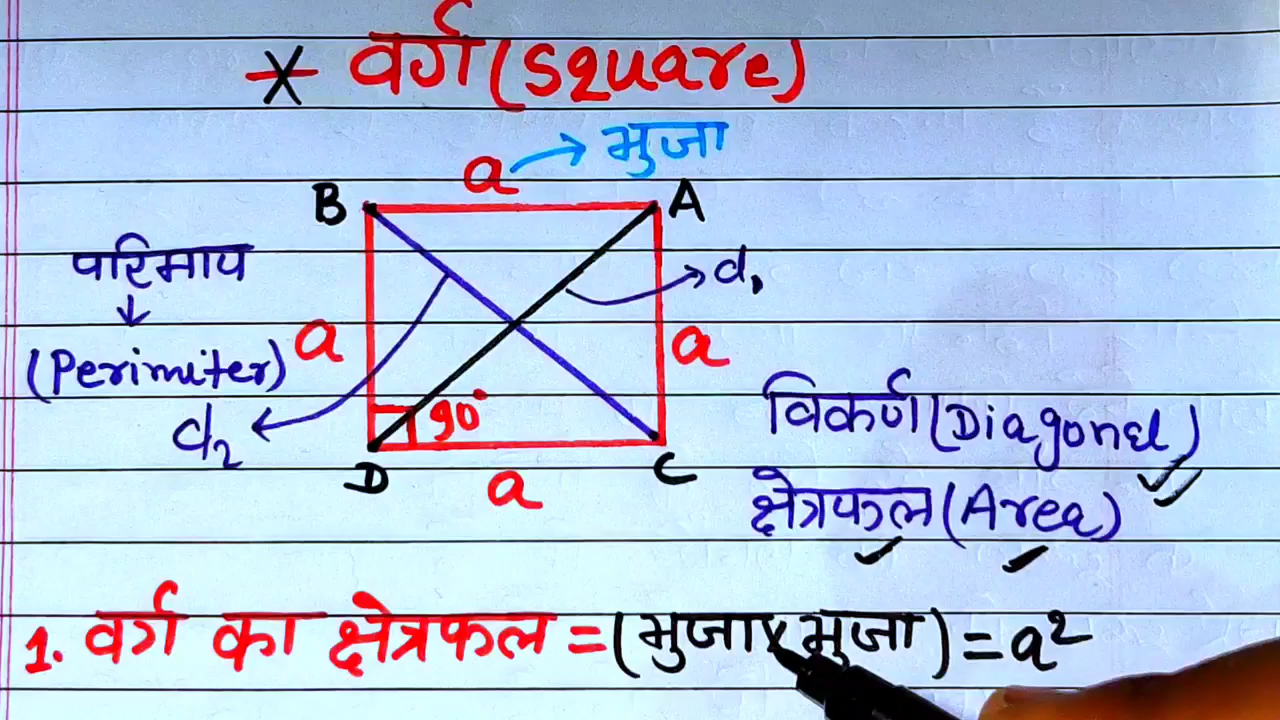 * वर्ग (square)
a → भुजा
B A
परिमाप
↓
(Perimiter)
a a
d₁
d₂
90°
D C
a
विकर्ण (Diagonal)
क्षेत्रफल (Area)
1. वर्ग का क्षेत्रफल = (भुजा x भुजा) = a²